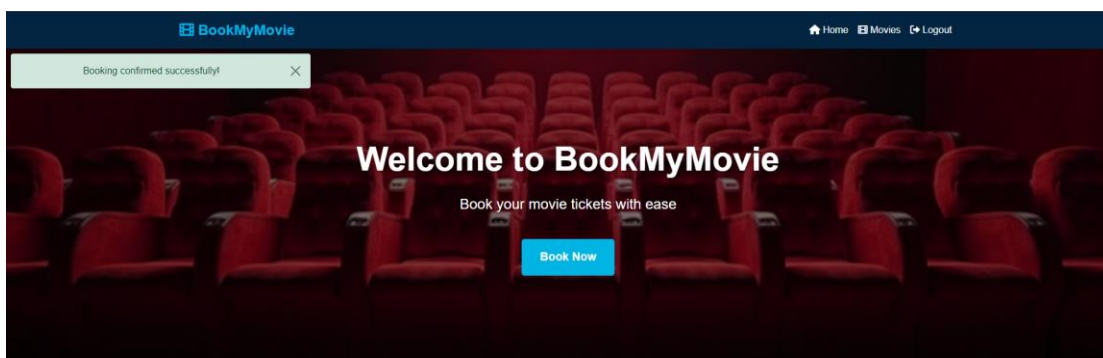 BookMyMovie
Home Movies Logout
Booking confirmed successfully!
Welcome to BookMyMovie
Book your movie tickets with ease
Book Now